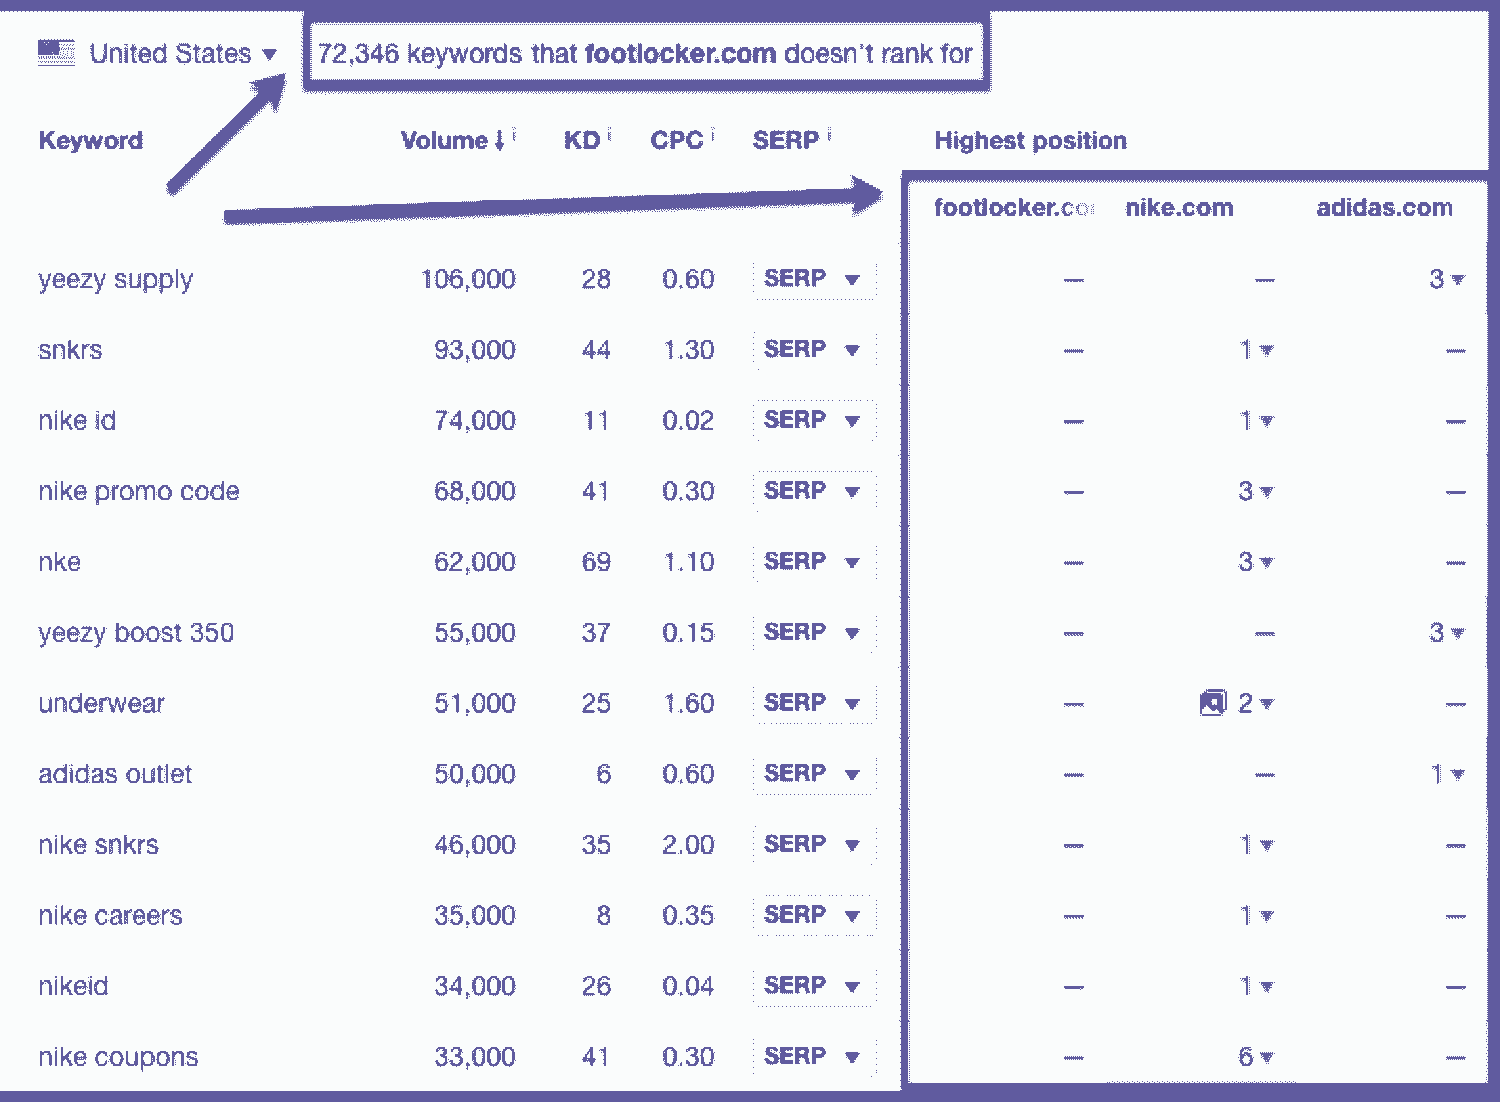 United States 72,346 keywords that footlocker.com doesn't rank for
Keyword Volume KD CPC SERP Highest position
footlocker.co nike.com adidas.com
yeezy supply 106,000 28 0.60 SERP — — 3
snkrs 93,000 44 1.30 SERP — 1 —
nike id 74,000 11 0.02 SERP — 1 —
nike promo code 68,000 41 0.30 SERP — 3 —
nke 62,000 69 1.10 SERP — 3 —
yeezy boost 350 55,000 37 0.15 SERP — — 3
underwear 51,000 25 1.60 SERP — 2 —
adidas outlet 50,000 6 0.60 SERP — — 1
nike snkrs 46,000 35 2.00 SERP — 1 —
nike careers 35,000 8 0.35 SERP — 1 —
nikeid 34,000 26 0.04 SERP — 1 —
nike coupons 33,000 41 0.30 SERP — 6 —